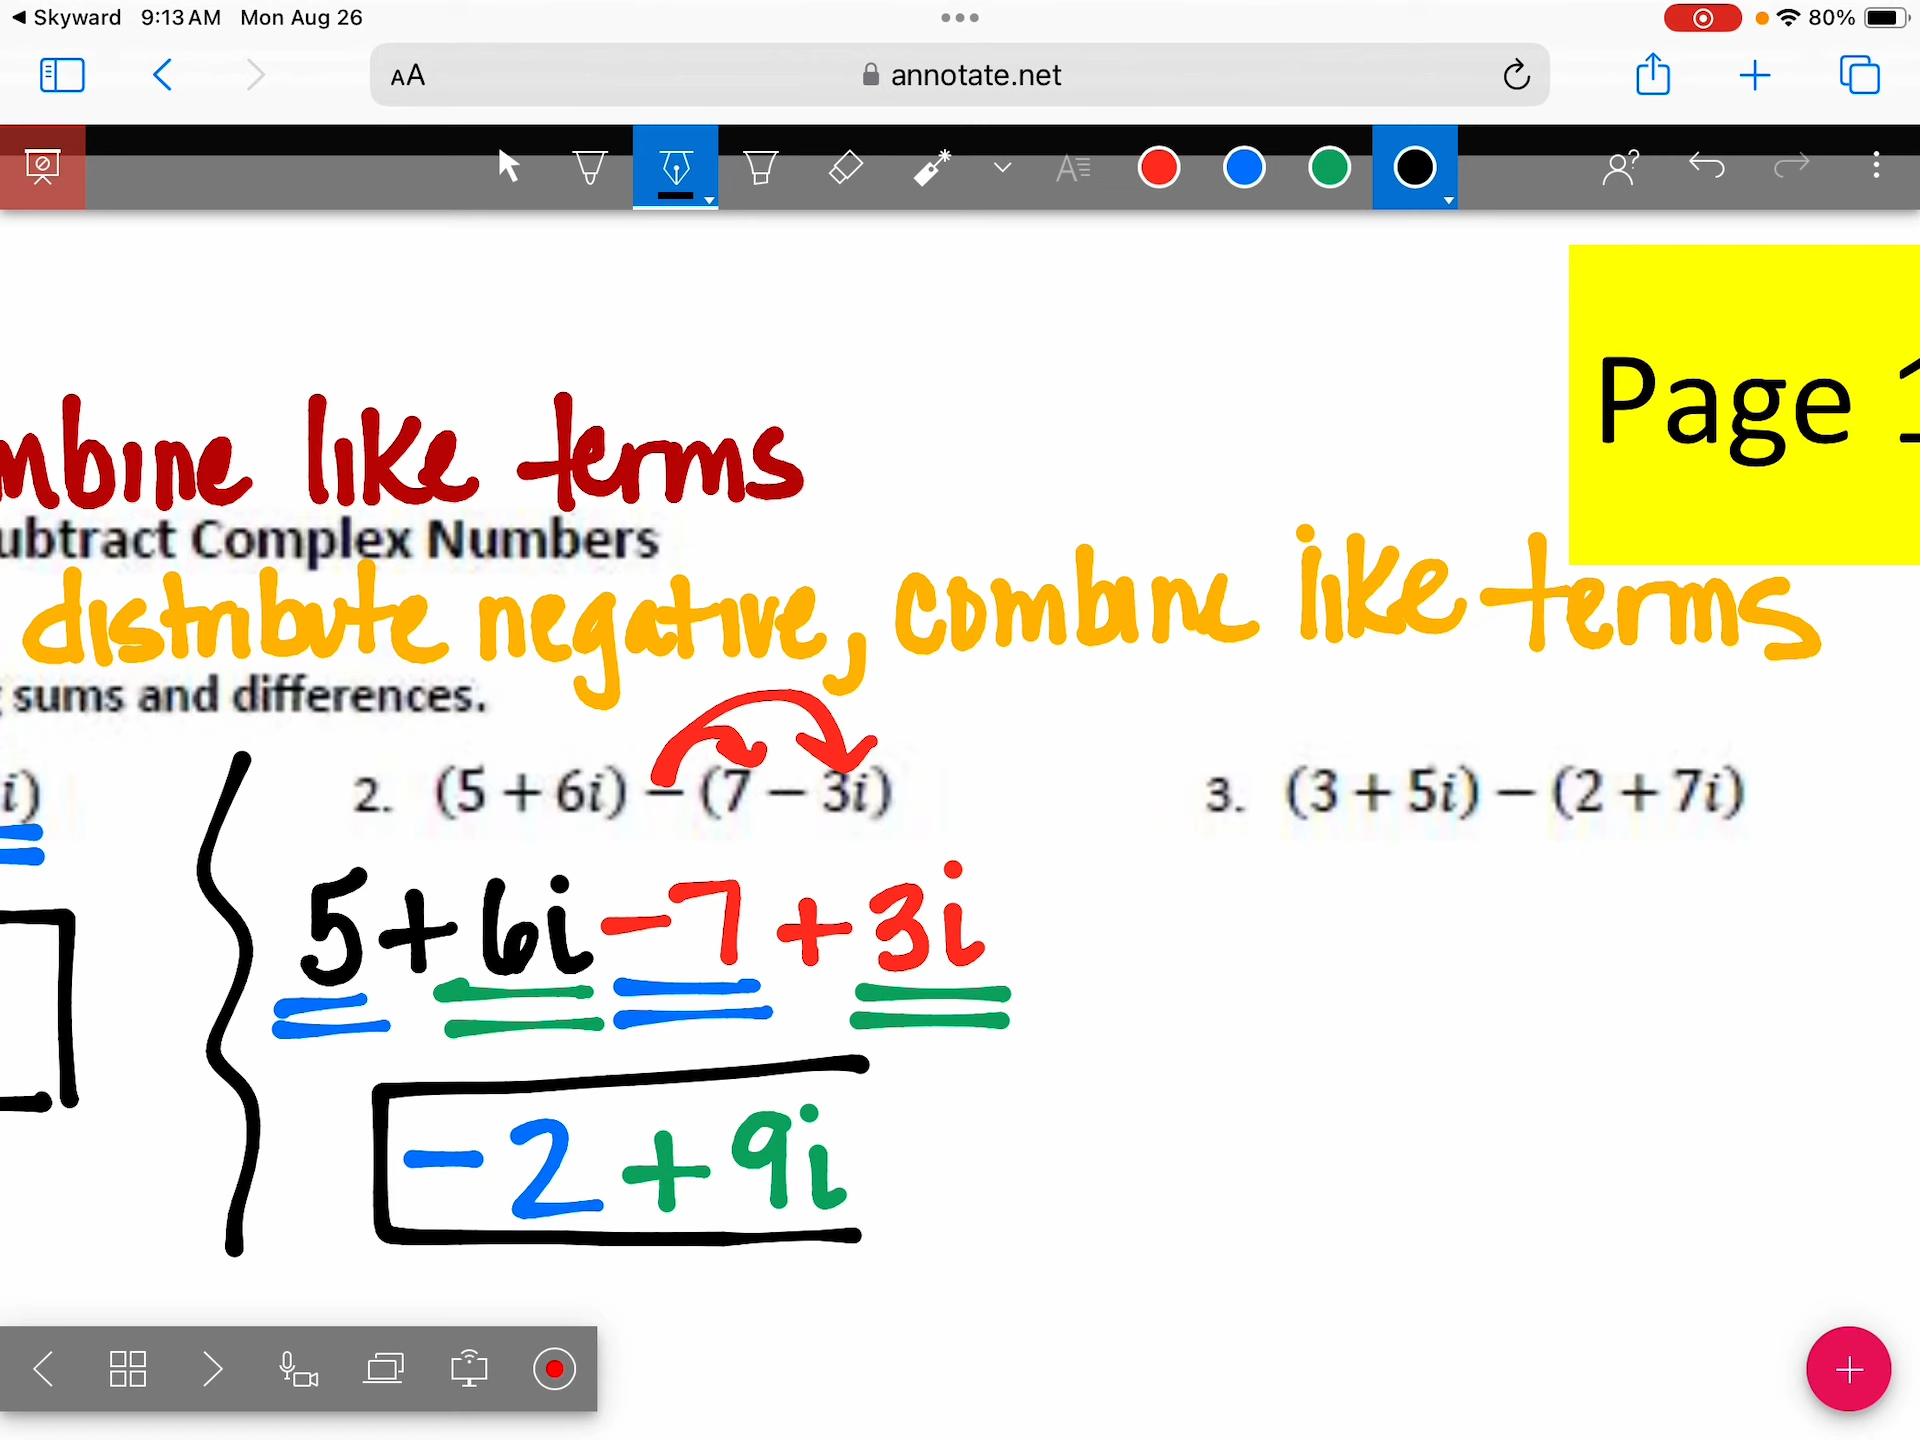 Skyward 9:13 AM Mon Aug 26
80%
AA annotate.net
Page 1
mbine like terms
ubtract Complex Numbers
distribute negative, combine like terms
sums and differences.
i)
2. (5 + 6i) − (7 − 3i)
3. (3 + 5i) − (2 + 7i)
5+6i-7+3i
-2+9i